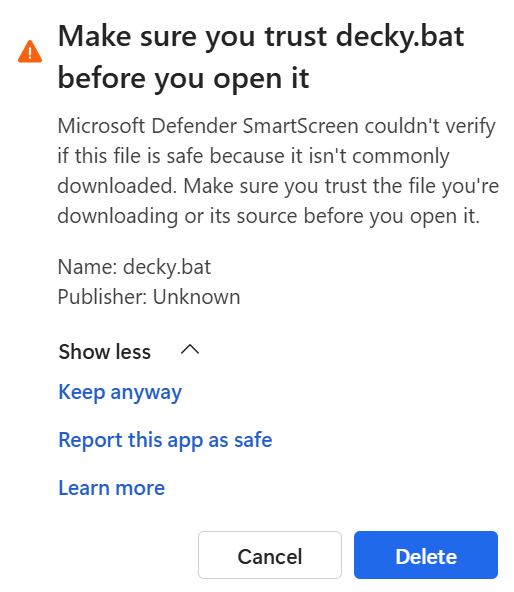 Make sure you trust decky.bat
before you open it
Microsoft Defender SmartScreen couldn't verify
if this file is safe because it isn't commonly
downloaded. Make sure you trust the file you're
downloading or its source before you open it.
Name: decky.bat
Publisher: Unknown
Show less
Keep anyway
Report this app as safe
Learn more
Cancel
Delete